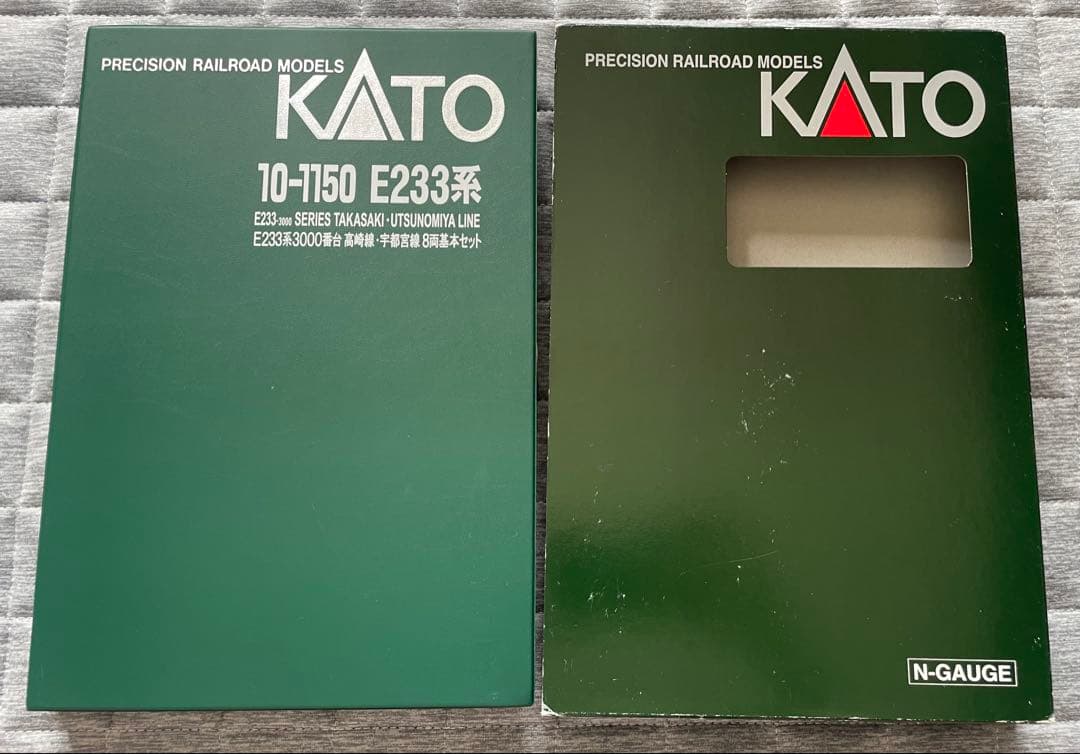 PRECISION RAILROAD MODELS
KATO
10-1150 E233系
E233-3000 SERIES TAKASAKI・UTSUNOMIYA LINE
E233系3000番台 高崎線・宇都宮線 8両基本セット
PRECISION RAILROAD MODELS
KATO
N-GAUGE